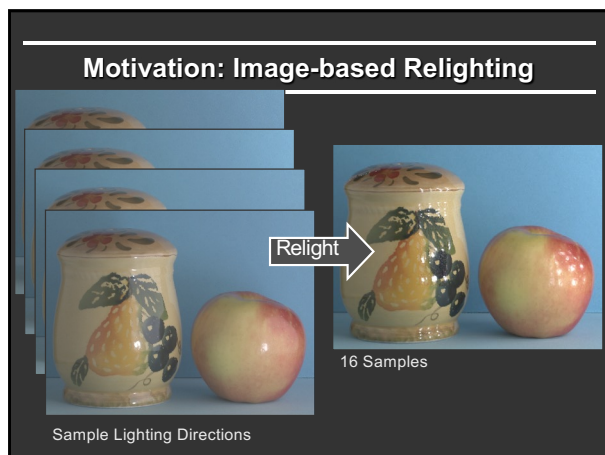 Motivation: Image-based Relighting
Relight
16 Samples
Sample Lighting Directions